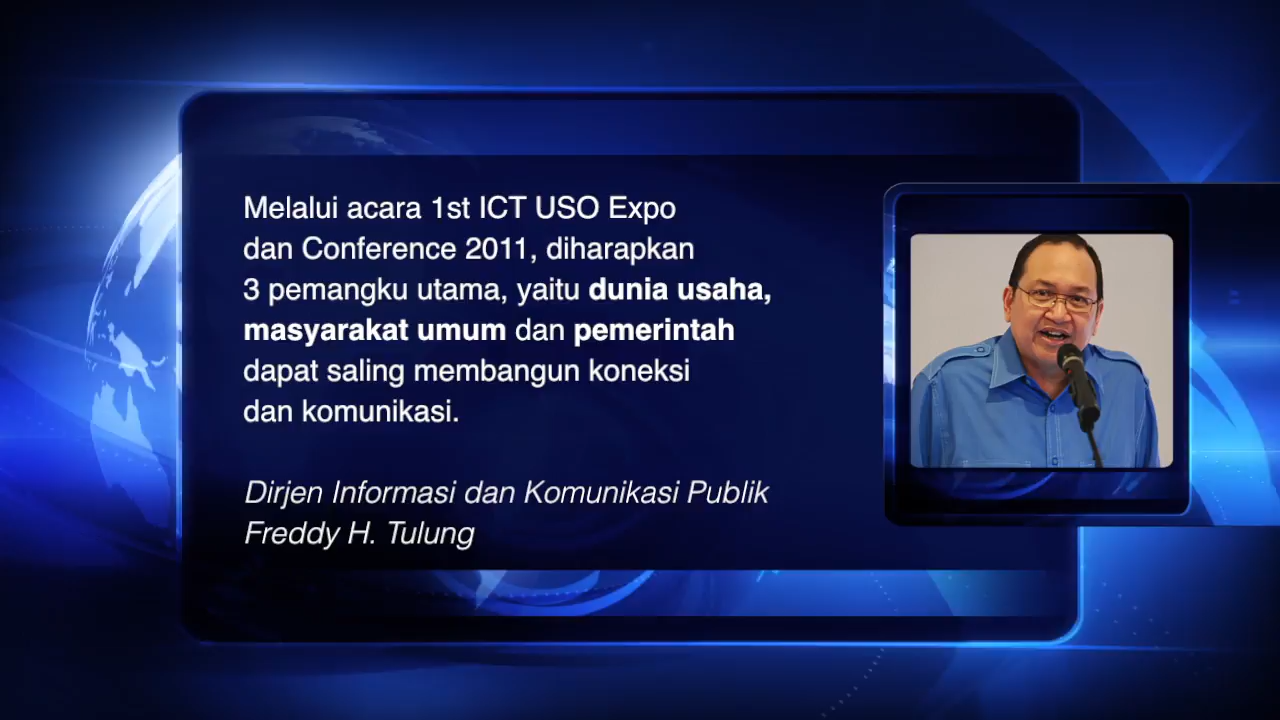 Melalui acara 1st ICT USO Expo
dan Conference 2011, diharapkan
3 pemangku utama, yaitu dunia usaha,
masyarakat umum dan pemerintah
dapat saling membangun koneksi
dan komunikasi.
Dirjen Informasi dan Komunikasi Publik
Freddy H. Tulung